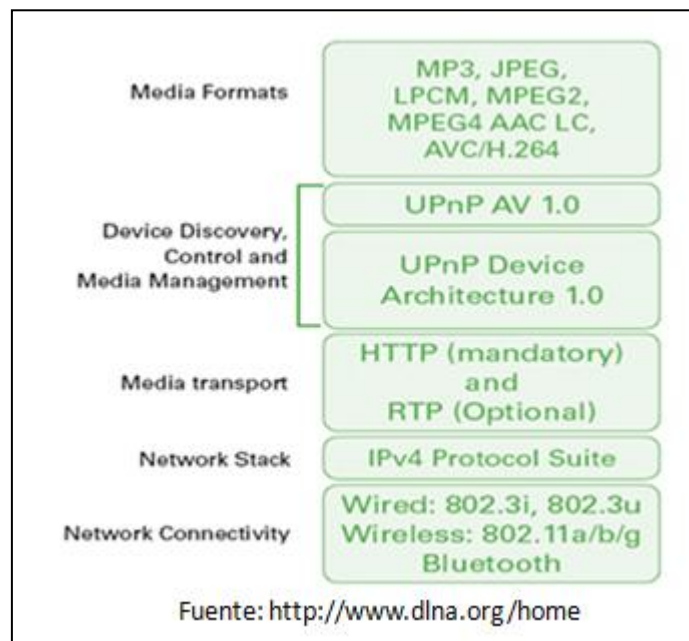 Media Formats
MP3, JPEG,
LPCM, MPEG2,
MPEG4 AAC LC,
AVC/H.264
Device Discovery,
Control and
Media Management
UPnP AV 1.0
UPnP Device
Architecture 1.0
Media transport
HTTP (mandatory)
and
RTP (Optional)
Network Stack
IPv4 Protocol Suite
Network Connectivity
Wired: 802.3i, 802.3u
Wireless: 802.11a/b/g
Bluetooth
Fuente: http://www.dlna.org/home